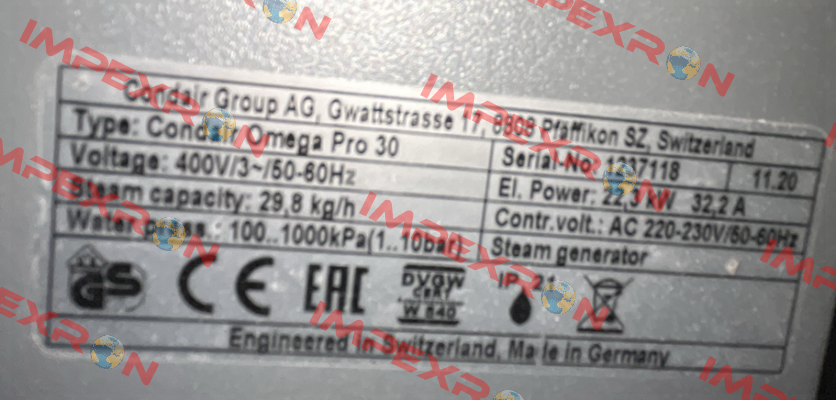 Condair Group AG, Gwattstrasse 17, 8808 Pfäffikon SZ, Switzerland
Type: Condair Omega Pro 30
Serial-No 1337118 11.20
Voltage: 400V/3~/50-60Hz
El. Power: 22,3 kW 32,2 A
Steam capacity: 29,8 kg/h
Contr.volt.: AC 220-230V/50-60Hz
Water press.: 100..1000kPa(1..10bar)
Steam generator
GS CE EAC DVGW CERT W 540 IP 21
Engineered in Switzerland, Made in Germany
IMPEXRON